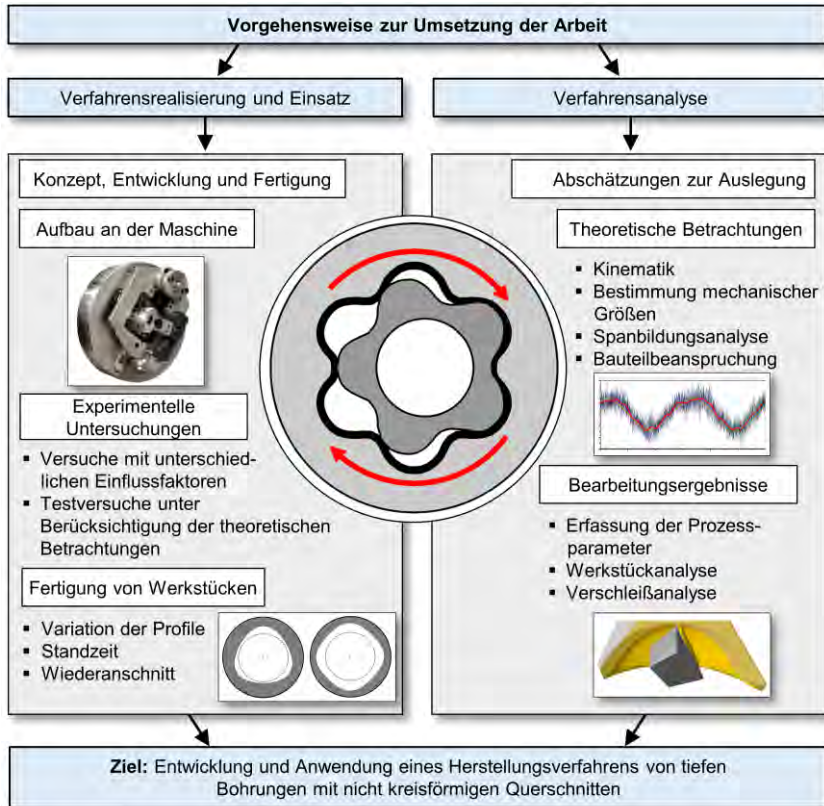 Vorgehensweise zur Umsetzung der Arbeit
Verfahrensrealisierung und Einsatz
Verfahrensanalyse
Konzept, Entwicklung und Fertigung
Aufbau an der Maschine
Experimentelle
Untersuchungen
▪ Versuche mit unterschied-
lichen Einflussfaktoren
▪ Testversuche unter
Berücksichtigung der theoretischen
Betrachtungen
Fertigung von Werkstücken
▪ Variation der Profile
▪ Standzeit
▪ Wiederanschnitt
Abschätzungen zur Auslegung
Theoretische Betrachtungen
▪ Kinematik
▪ Bestimmung mechanischer
Größen
▪ Spanbildungsanalyse
▪ Bauteilbeanspruchung
Bearbeitungsergebnisse
▪ Erfassung der Prozess-
parameter
▪ Werkstückanalyse
▪ Verschleißanalyse
Ziel: Entwicklung und Anwendung eines Herstellungsverfahrens von tiefen
Bohrungen mit nicht kreisförmigen Querschnitten